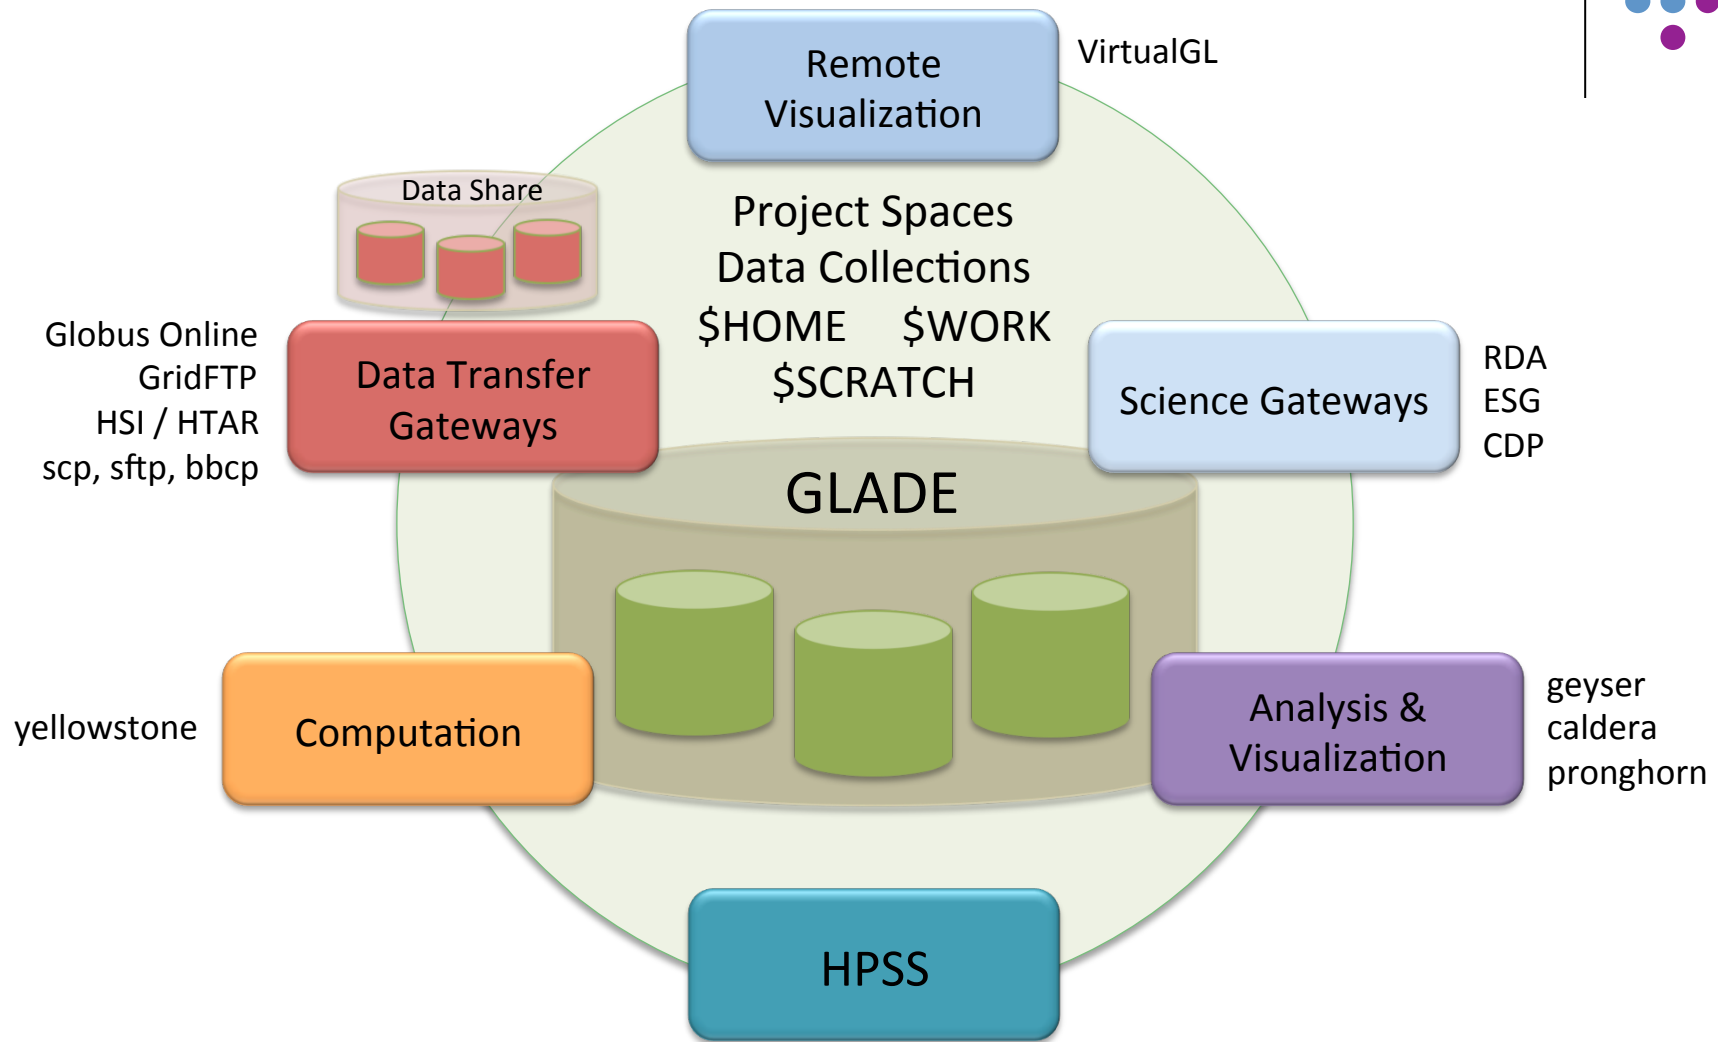 Remote
Visualization
VirtualGL
Data Share
Project Spaces
Data Collections
$HOME $WORK
$SCRATCH
Globus Online
GridFTP
HSI / HTAR
scp, sftp, bbcp
Data Transfer
Gateways
Science Gateways
RDA
ESG
CDP
GLADE
yellowstone
Computation
Analysis &
Visualization
geyser
caldera
pronghorn
HPSS